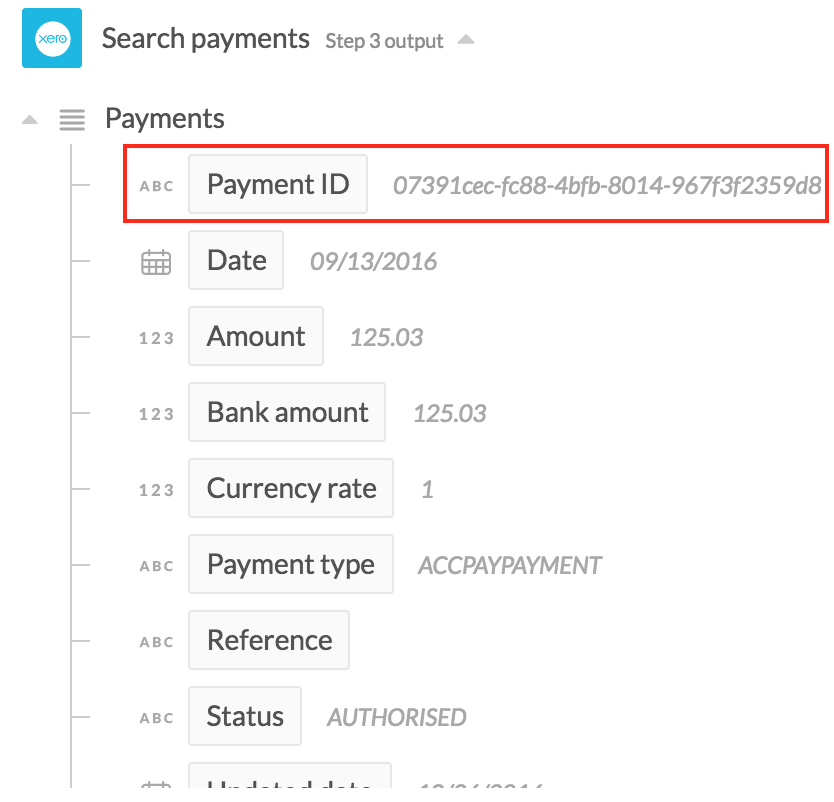 xero Search payments Step 3 output
Payments
ABC Payment ID 07391cec-fc88-4bfb-8014-967f3f2359d8
Date 09/13/2016
123 Amount 125.03
123 Bank amount 125.03
123 Currency rate 1
ABC Payment type ACCPAYPAYMENT
ABC Reference
ABC Status AUTHORISED
Updated date